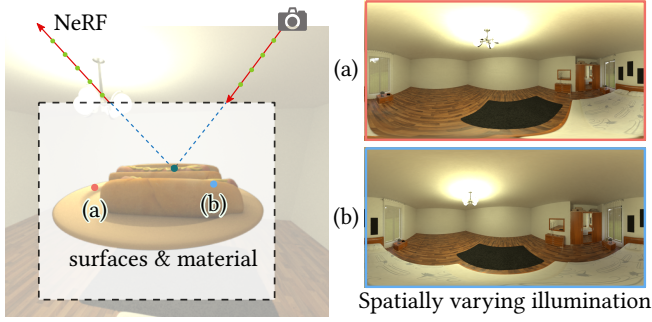 NeRF
(a)
(b)
surfaces & material
(a)
(b)
Spatially varying illumination